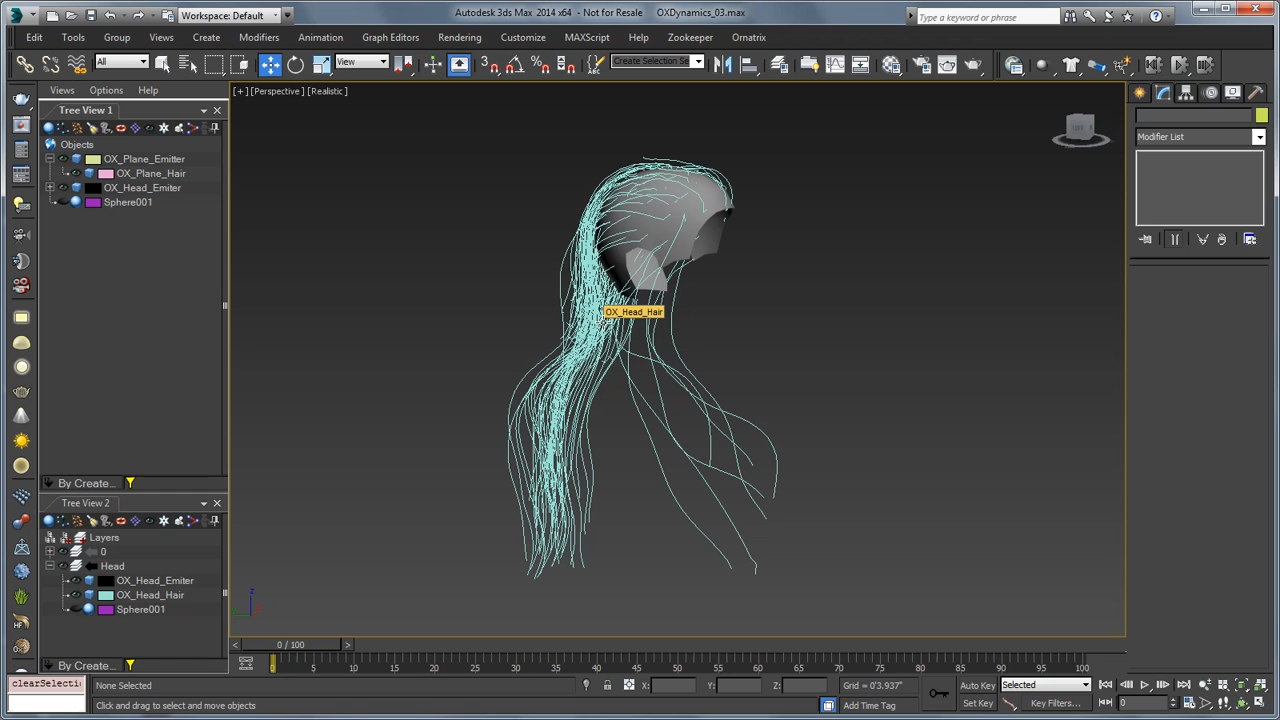 Workspace: Default
Autodesk 3ds Max 2014 x64 - Not for Resale OXDynamics_03.max
Type a keyword or phrase
Edit Tools Group Views Create Modifiers Animation Graph Editors Rendering Customize MAXScript Help Zookeeper Ornatrix
All
View
Create Selection Se
Views Options Help
[+] [Perspective] [Realistic]
Tree View 1
Objects
OX_Plane_Emitter
OX_Plane_Hair
OX_Head_Emiter
Sphere001
Modifier List
OX_Head_Hair
By Create...
Tree View 2
Layers
0
Head
OX_Head_Emiter
OX_Head_Hair
Sphere001
By Create...
z
0 / 100
0 5 10 15 20 25 30 35 40 45 50 55 60 65 70 75 80 85 90 95 100
clearSelectio
None Selected
X: Y: Z:
Grid = 0'3.937"
Auto Key
Selected
Click and drag to select and move objects
Add Time Tag
Set Key
Key Filters...
0